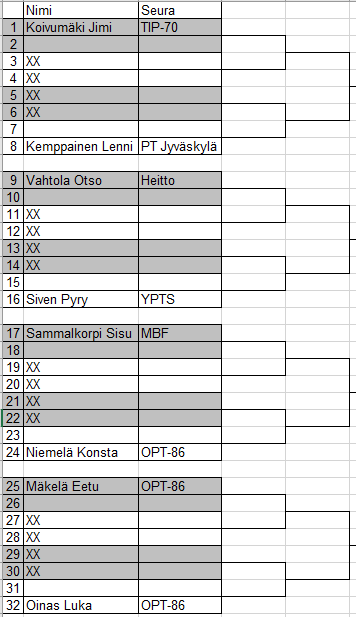 Nimi Seura
1 Koivumäki Jimi TIP-70
2
3 XX
4 XX
5 XX
6 XX
7
8 Kemppainen Lenni PT Jyväskylä
9 Vahtola Otso Heitto
10
11 XX
12 XX
13 XX
14 XX
15
16 Siven Pyry YPTS
17 Sammalkorpi Sisu MBF
18
19 XX
20 XX
21 XX
22 XX
23
24 Niemelä Konsta OPT-86
25 Mäkelä Eetu OPT-86
26
27 XX
28 XX
29 XX
30 XX
31
32 Oinas Luka OPT-86